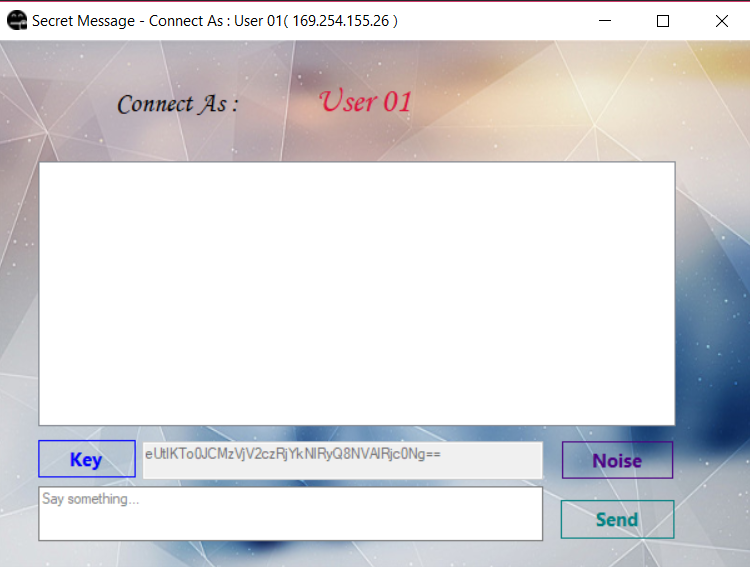 Secret Message - Connect As : User 01( 169.254.155.26 )
Connect As : User 01
Key eUtlKTo0JCMzVjV2czRjYkNlRyQ8NVAlRjc0Ng== Noise
Say something...
Send